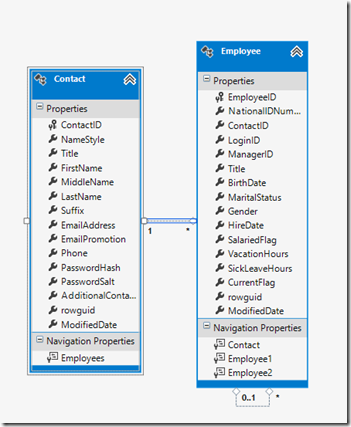 Contact
Properties
ContactID
NameStyle
Title
FirstName
MiddleName
LastName
Suffix
EmailAddress
EmailPromotion
Phone
PasswordHash
PasswordSalt
AdditionalConta...
rowguid
ModifiedDate
Navigation Properties
Employees
1
*
Employee
Properties
EmployeeID
NationalIDNum...
ContactID
LoginID
ManagerID
Title
BirthDate
MaritalStatus
Gender
HireDate
SalariedFlag
VacationHours
SickLeaveHours
CurrentFlag
rowguid
ModifiedDate
Navigation Properties
Contact
Employee1
Employee2
0..1
*